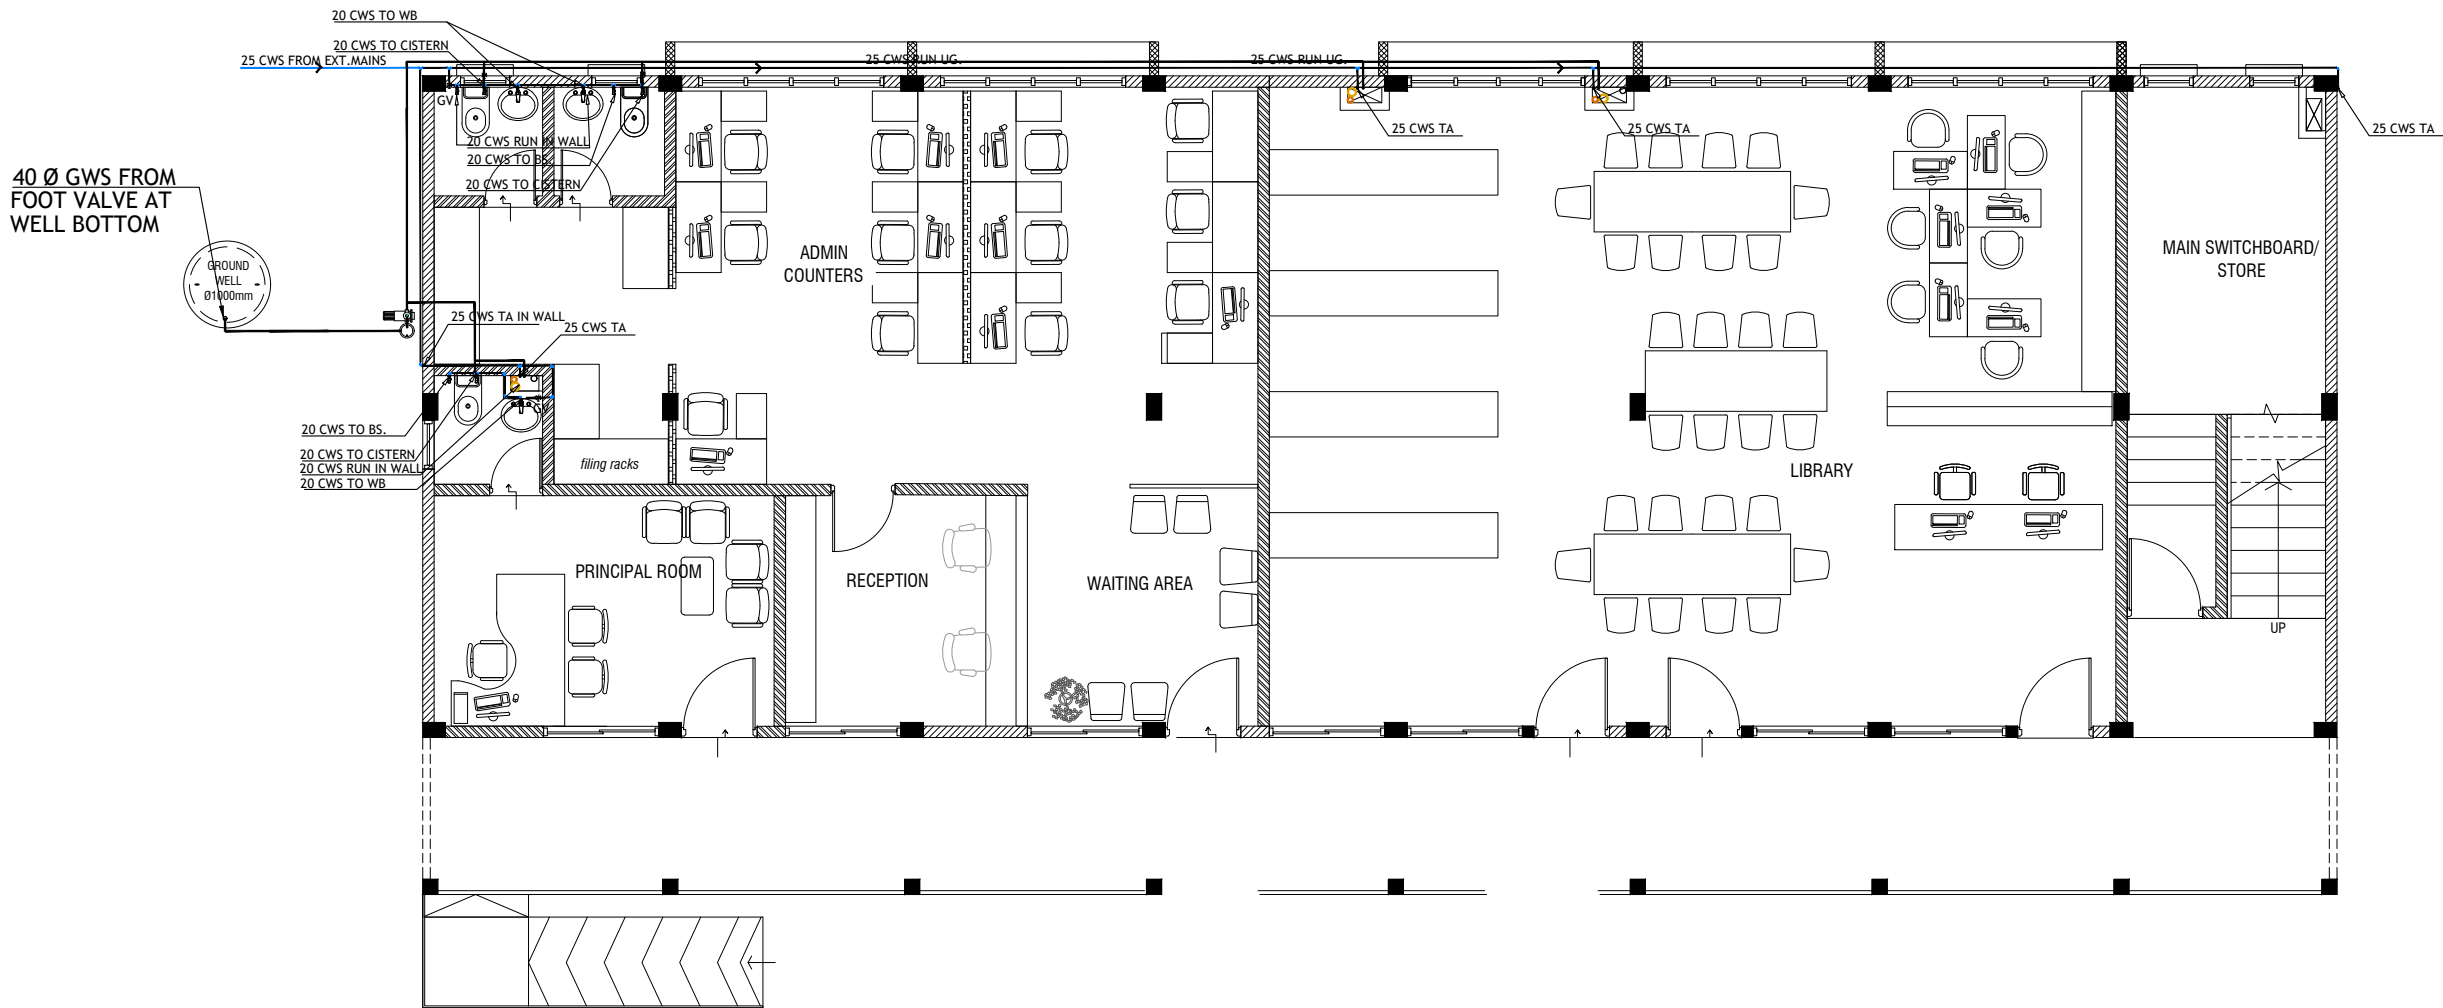 20 CWS TO WB
20 CWS TO CISTERN
25 CWS FROM EXT.MAINS
25 CWS RUN UG.
25 CWS RUN UG.
GV
25 CWS TA
25 CWS TA
25 CWS TA
20 CWS RUN IN WALL
20 CWS TO BS.
20 CWS TO CISTERN
40 Ø GWS FROM
FOOT VALVE AT
WELL BOTTOM
GROUND
WELL
Ø1000mm
ADMIN
COUNTERS
MAIN SWITCHBOARD/
STORE
25 CWS TA IN WALL
25 CWS TA
GV
20 CWS TO BS.
20 CWS TO CISTERN
20 CWS RUN IN WALL
20 CWS TO WB
filing racks
LIBRARY
PRINCIPAL ROOM
RECEPTION
WAITING AREA
UP